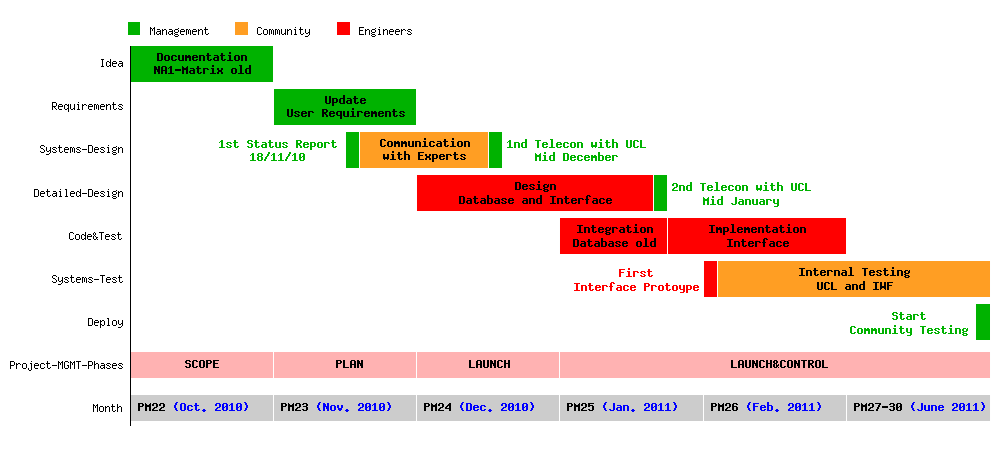 Management Community Engineers
Idea
Documentation
NA1-Matrix old
Requirements
Update
User Requirements
Systems-Design
1st Status Report
18/11/10
Communication
with Experts
1nd Telecon with UCL
Mid December
Detailed-Design
Design
Database and Interface
2nd Telecon with UCL
Mid January
Code&Test
Integration
Database old
Implementation
Interface
Systems-Test
First
Interface Protoype
Internal Testing
UCL and IWF
Deploy
Start
Community Testing
Project-MGMT-Phases SCOPE PLAN LAUNCH LAUNCH&CONTROL
Month PM22 (Oct. 2010) PM23 (Nov. 2010) PM24 (Dec. 2010) PM25 (Jan. 2011) PM26 (Feb. 2011) PM27-30 (June 2011)